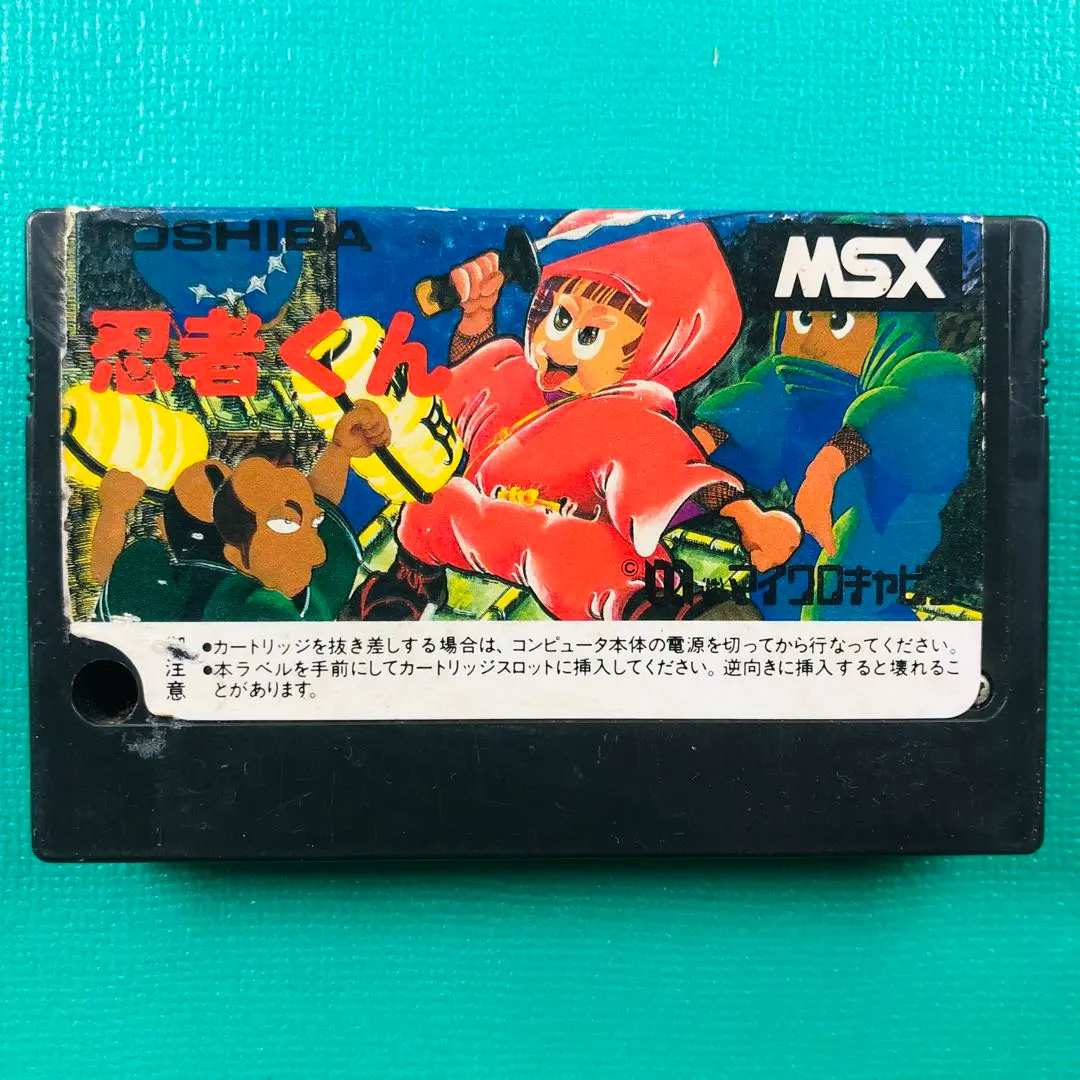 TOSHIBA
MSX
忍者くん
© ㈱マイクロキャビン
注意
●カートリッジを抜き差しする場合は、コンピュータ本体の電源を切ってから行なってください。
●本ラベルを手前にしてカートリッジスロットに挿入してください。逆向きに挿入すると壊れるこ
とがあります。